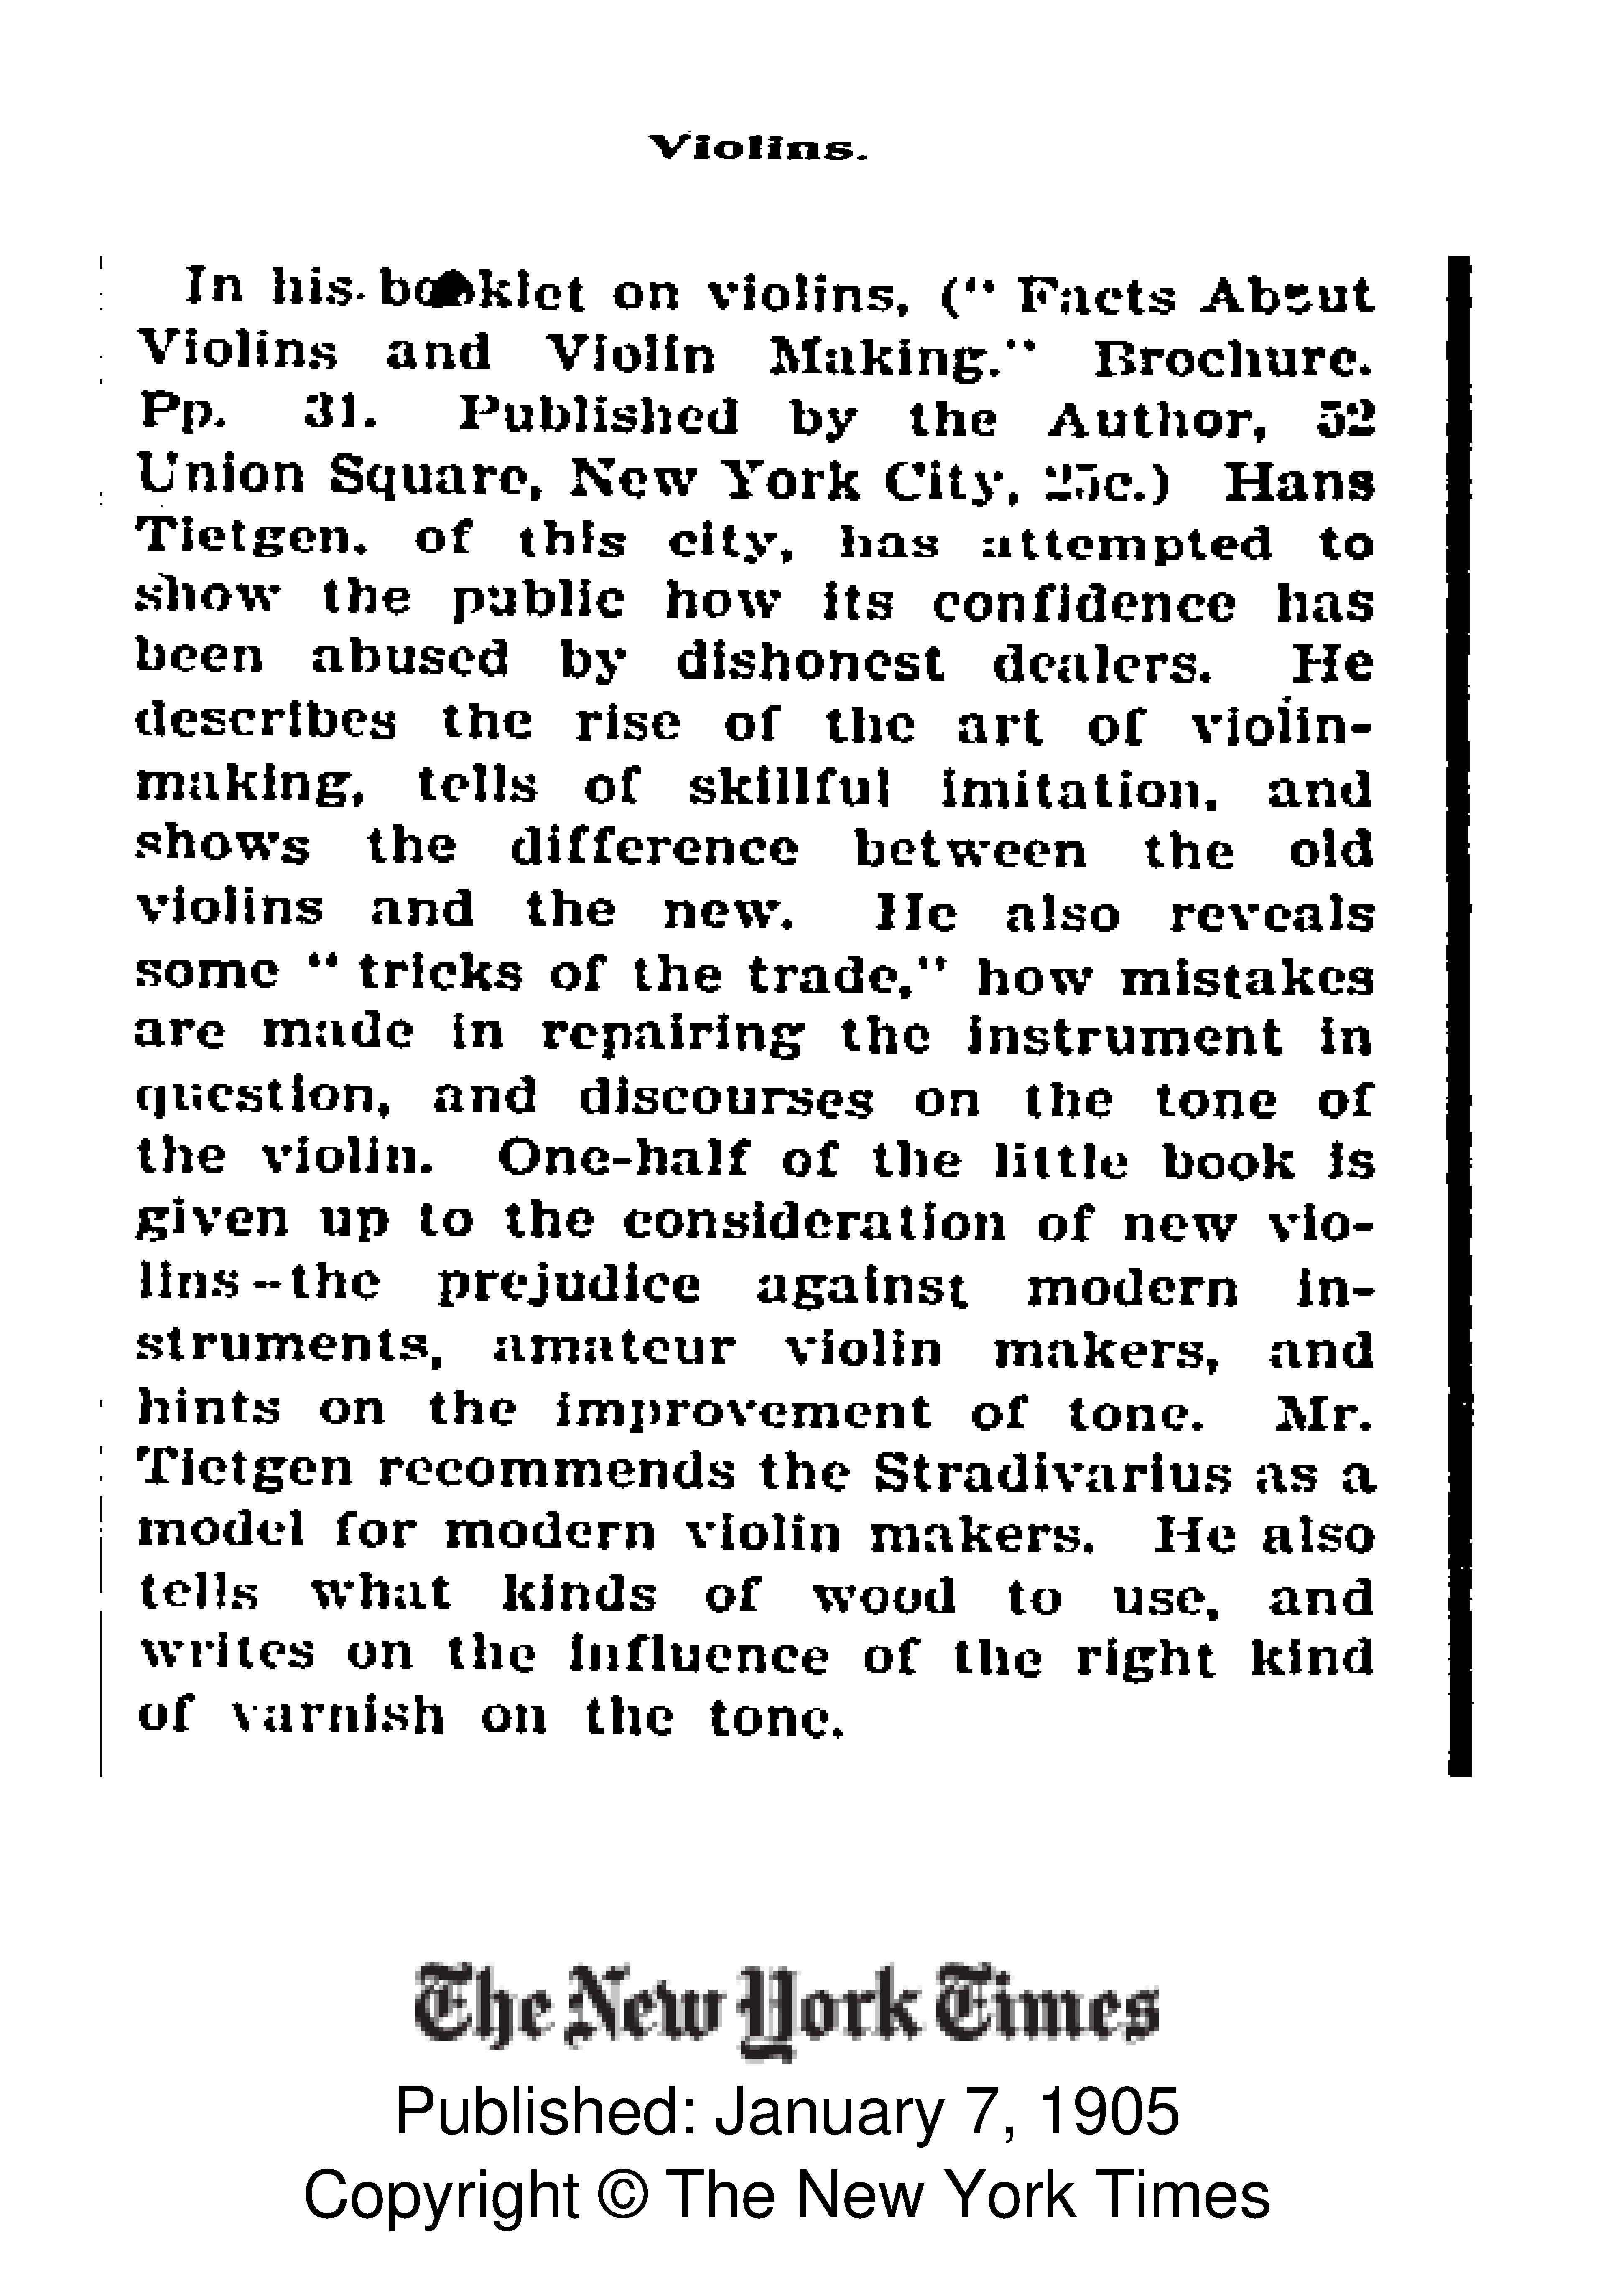 Violins.
In his booklet on violins, (" Facts About
Violins and Violin Making." Brochure.
Pp. 31. Published by the Author, 52
Union Square, New York City, 25c.) Hans
Tietgen, of this city, has attempted to
show the public how its confidence has
been abused by dishonest dealers. He
describes the rise of the art of violin-
making, tells of skillful imitation, and
shows the difference between the old
violins and the new. He also reveals
some " tricks of the trade," how mistakes
are made in repairing the instrument in
question, and discourses on the tone of
the violin. One-half of the little book is
given up to the consideration of new vio-
lins--the prejudice against modern in-
struments, amateur violin makers, and
hints on the improvement of tone. Mr.
Tietgen recommends the Stradivarius as a
model for modern violin makers. He also
tells what kinds of wood to use, and
writes on the influence of the right kind
of varnish on the tone.
The New York Times
Published: January 7, 1905
Copyright © The New York Times